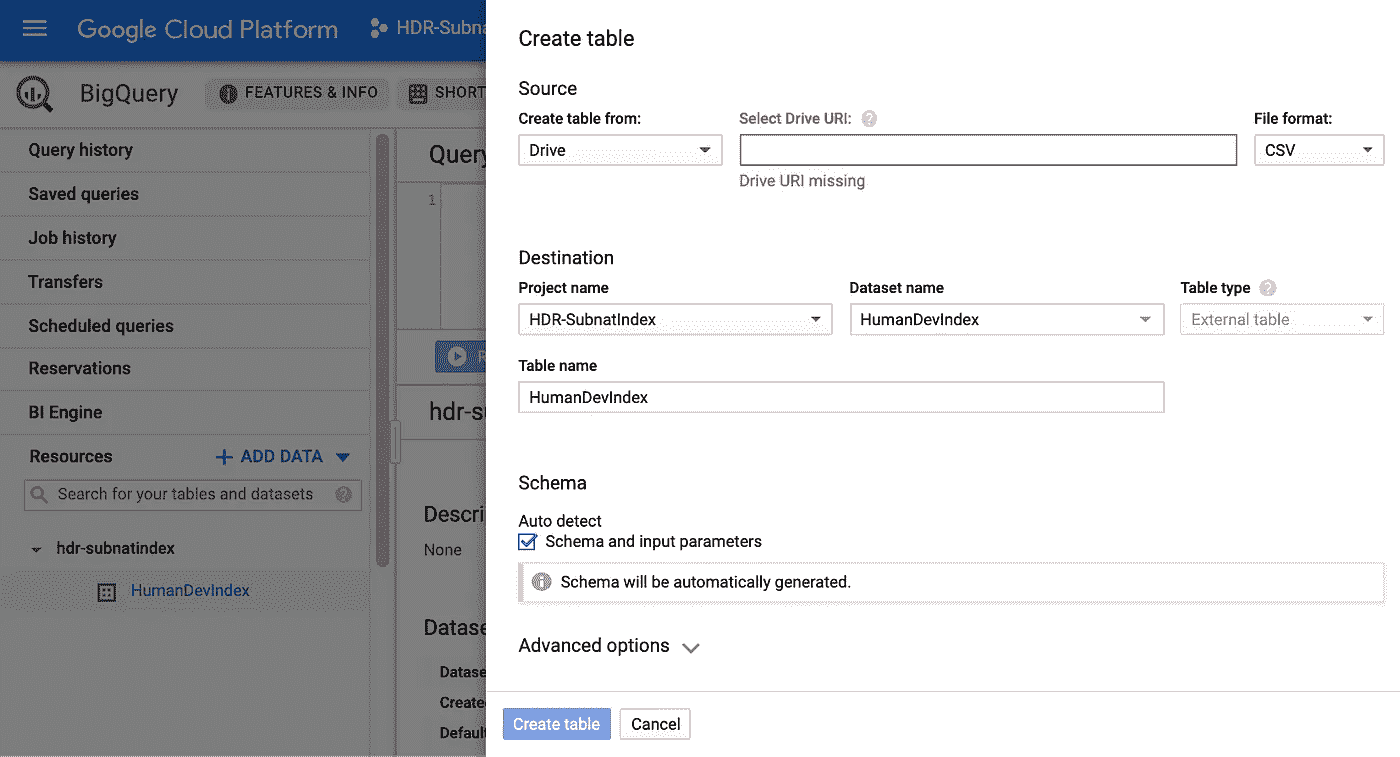 Google Cloud Platform
HDR-Subna
BigQuery
FEATURES & INFO
SHORT
Query history
Saved queries
Job history
Transfers
Scheduled queries
Reservations
BI Engine
Resources
ADD DATA
Search for your tables and datasets
hdr-subnatindex
HumanDevIndex
Query
1
R
hdr-s
Descri
None
Datase
Datase
Create
Defaul
Create table
Source
Create table from: Select Drive URI: ? File format:
Drive CSV
Drive URI missing
Destination
Project name Dataset name Table type ?
HDR-SubnatIndex HumanDevIndex External table
Table name
HumanDevIndex
Schema
Auto detect
Schema and input parameters
Schema will be automatically generated.
Advanced options
Create table Cancel